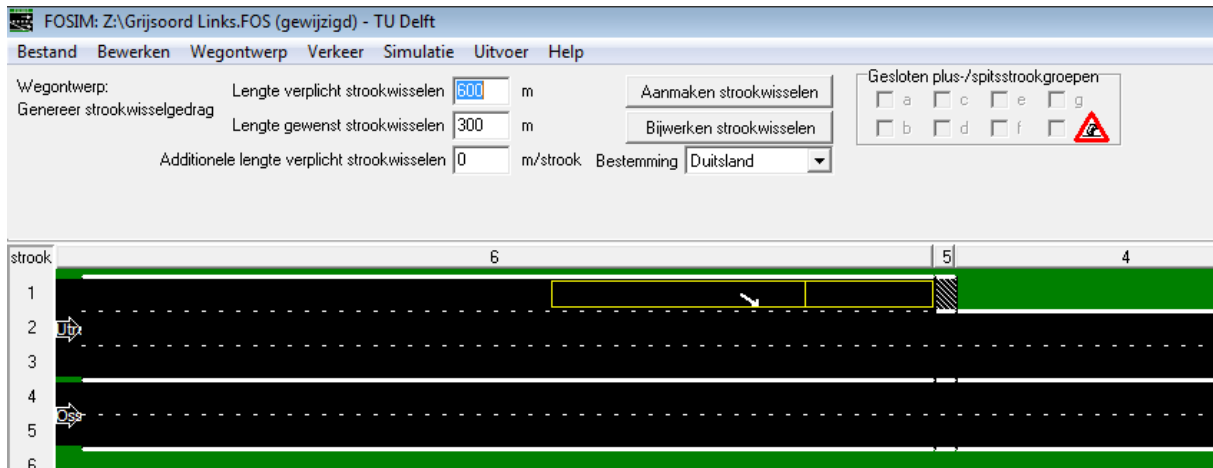 FOSIM: Z:\Grijsoord Links.FOS (gewijzigd) - TU Delft
Bestand Bewerken Wegontwerp Verkeer Simulatie Uitvoer Help
Wegontwerp:
Genereer strookwisselgedrag
Lengte verplicht strookwisselen 600 m
Lengte gewenst strookwisselen 300 m
Additionele lengte verplicht strookwisselen 0 m/strook
Aanmaken strookwisselen
Bijwerken strookwisselen
Bestemming Duitsland
Gesloten plus-/spitsstrookgroepen
a c e g
b d f
strook 6 5 4
1
2 Utr
3
4
Oss
5
6